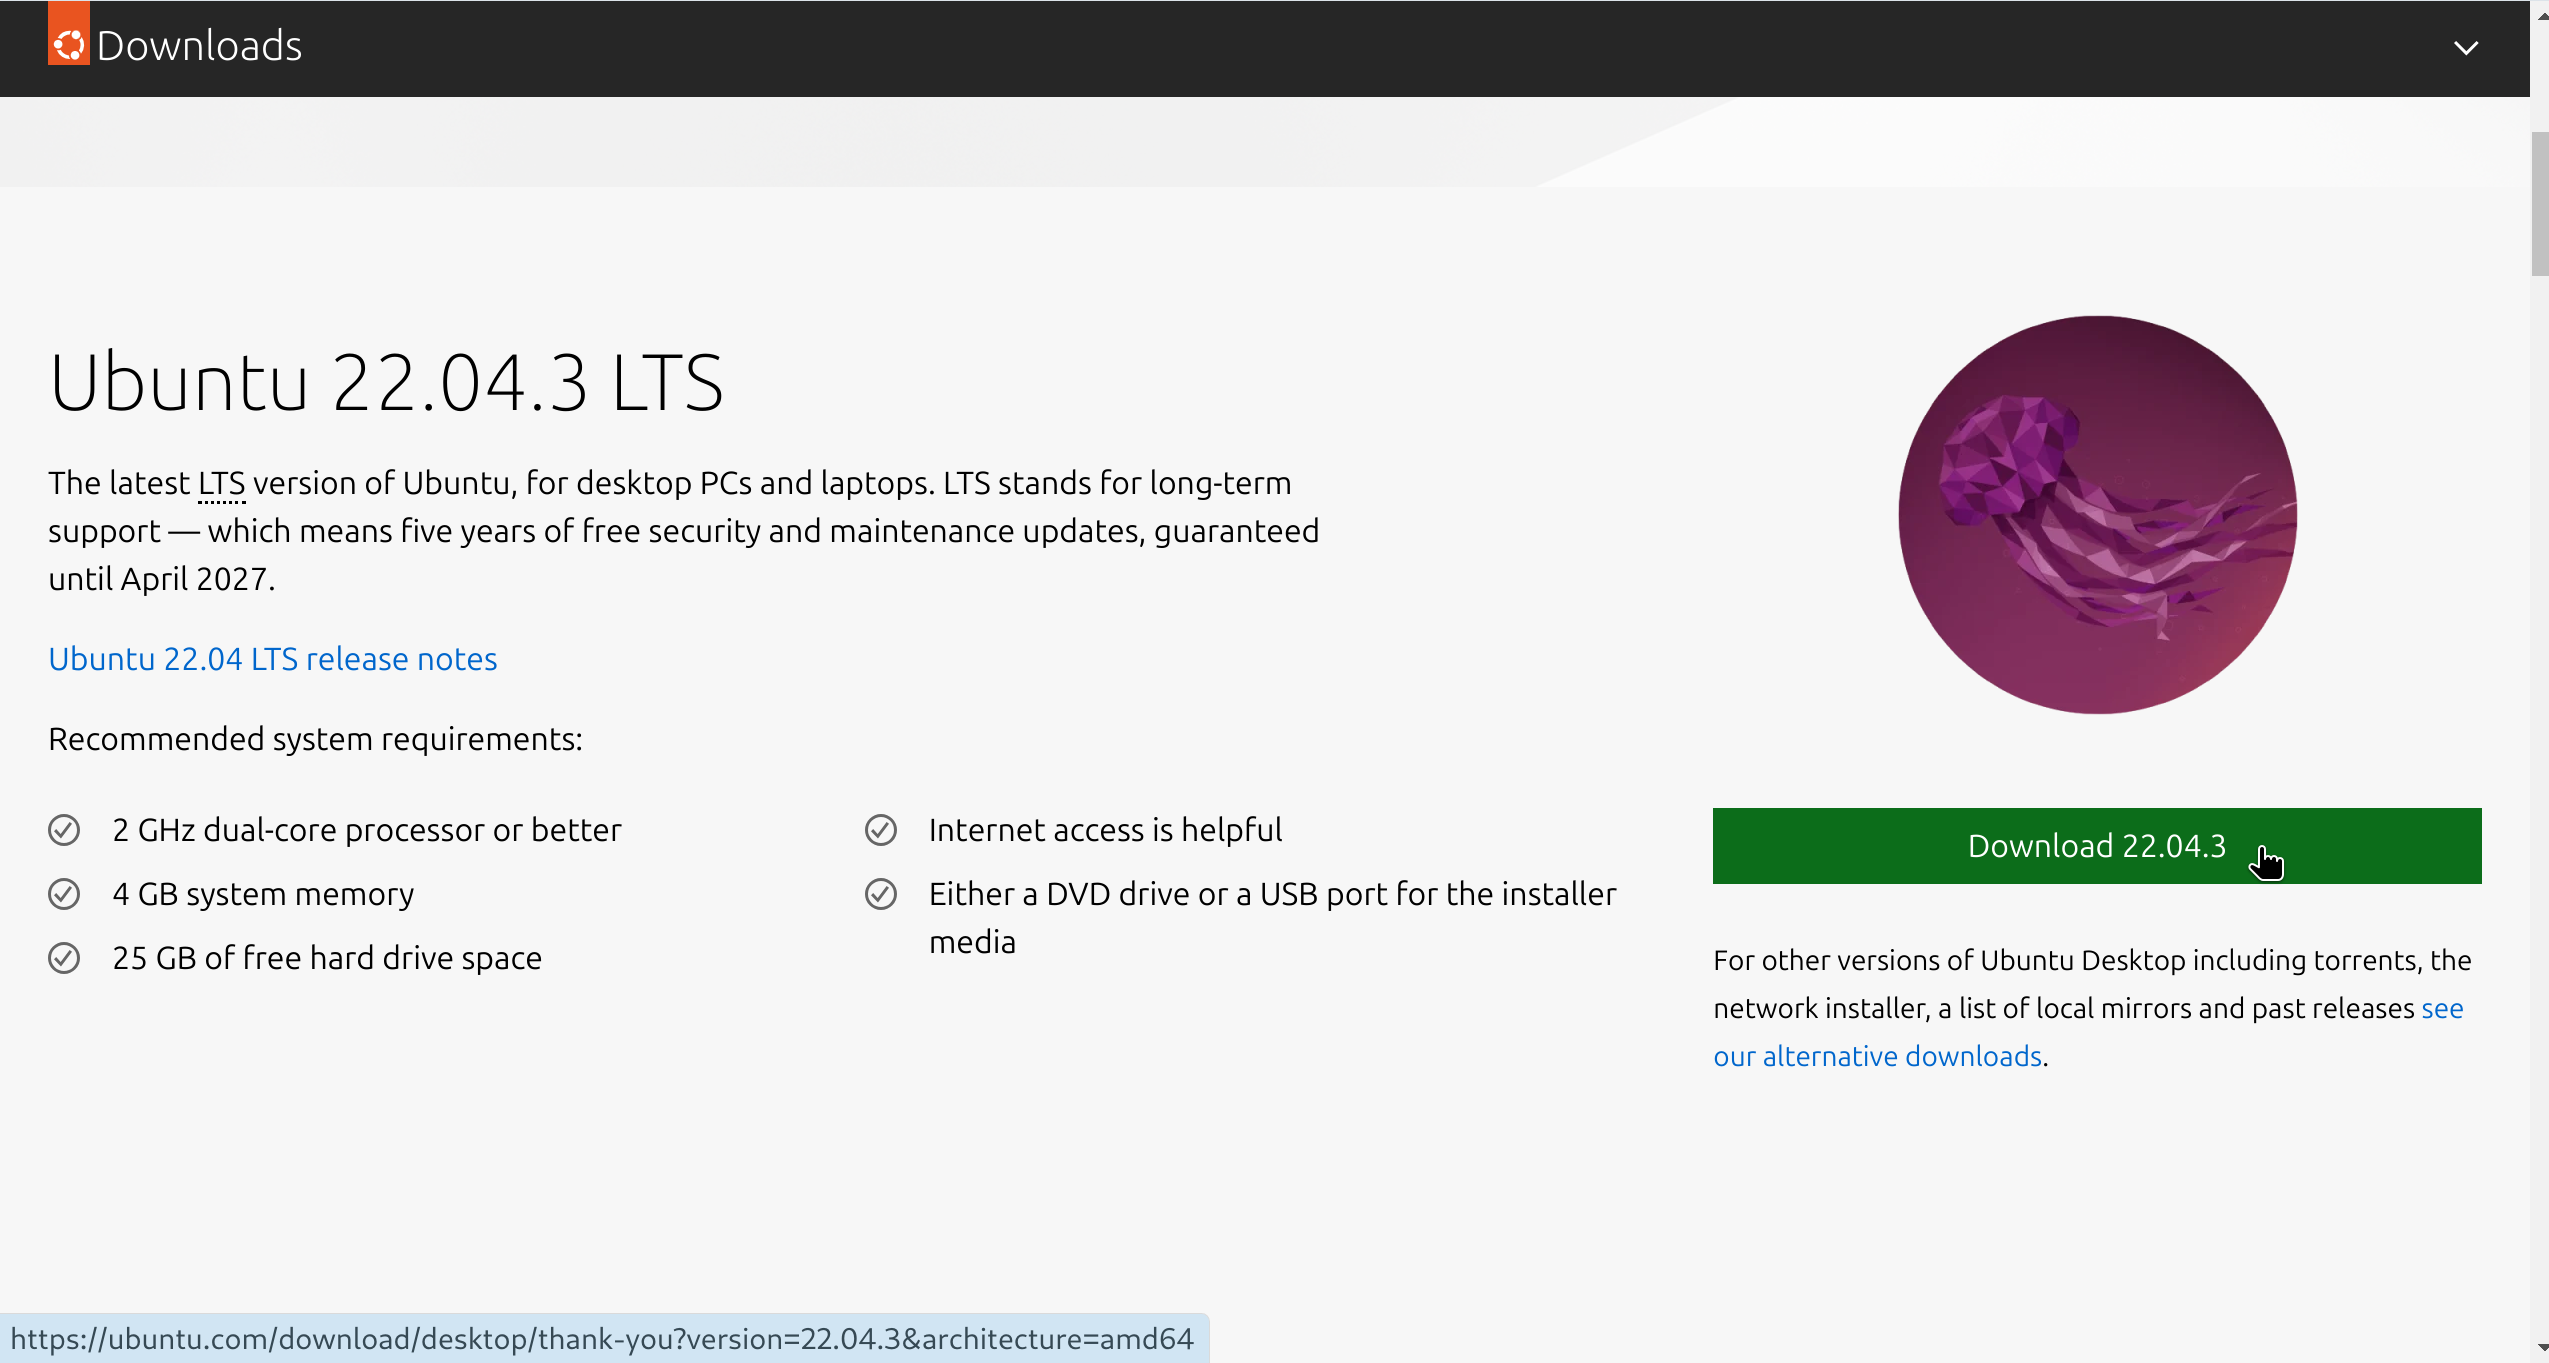 Downloads
Ubuntu 22.04.3 LTS
The latest LTS version of Ubuntu, for desktop PCs and laptops. LTS stands for long-term
support — which means five years of free security and maintenance updates, guaranteed
until April 2027.
Ubuntu 22.04 LTS release notes
Recommended system requirements:
2 GHz dual-core processor or better
4 GB system memory
25 GB of free hard drive space
Internet access is helpful
Either a DVD drive or a USB port for the installer
media
Download 22.04.3
For other versions of Ubuntu Desktop including torrents, the
network installer, a list of local mirrors and past releases see
our alternative downloads.
https://ubuntu.com/download/desktop/thank-you?version=22.04.3&architecture=amd64